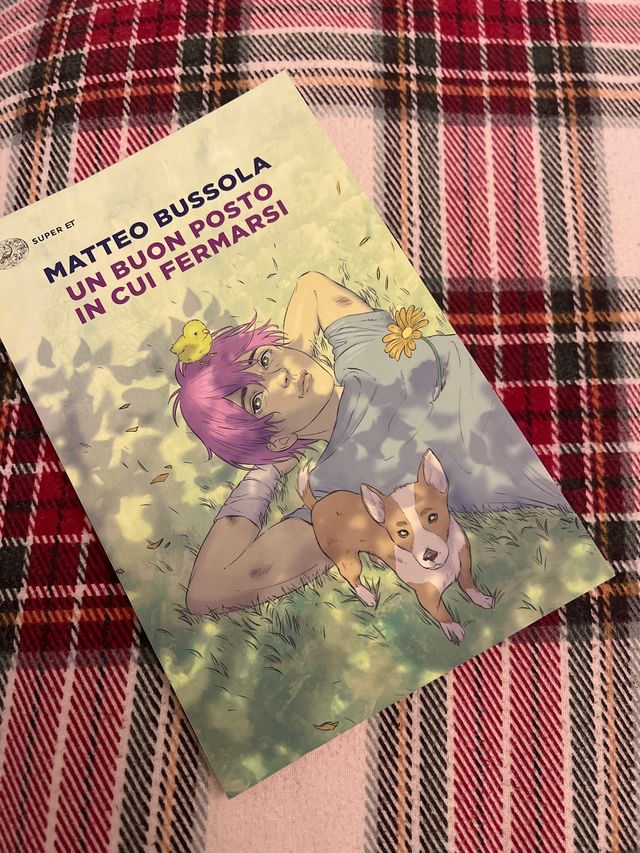 SUPER ET
MATTEO BUSSOLA
UN BUON POSTO
IN CUI FERMARSI